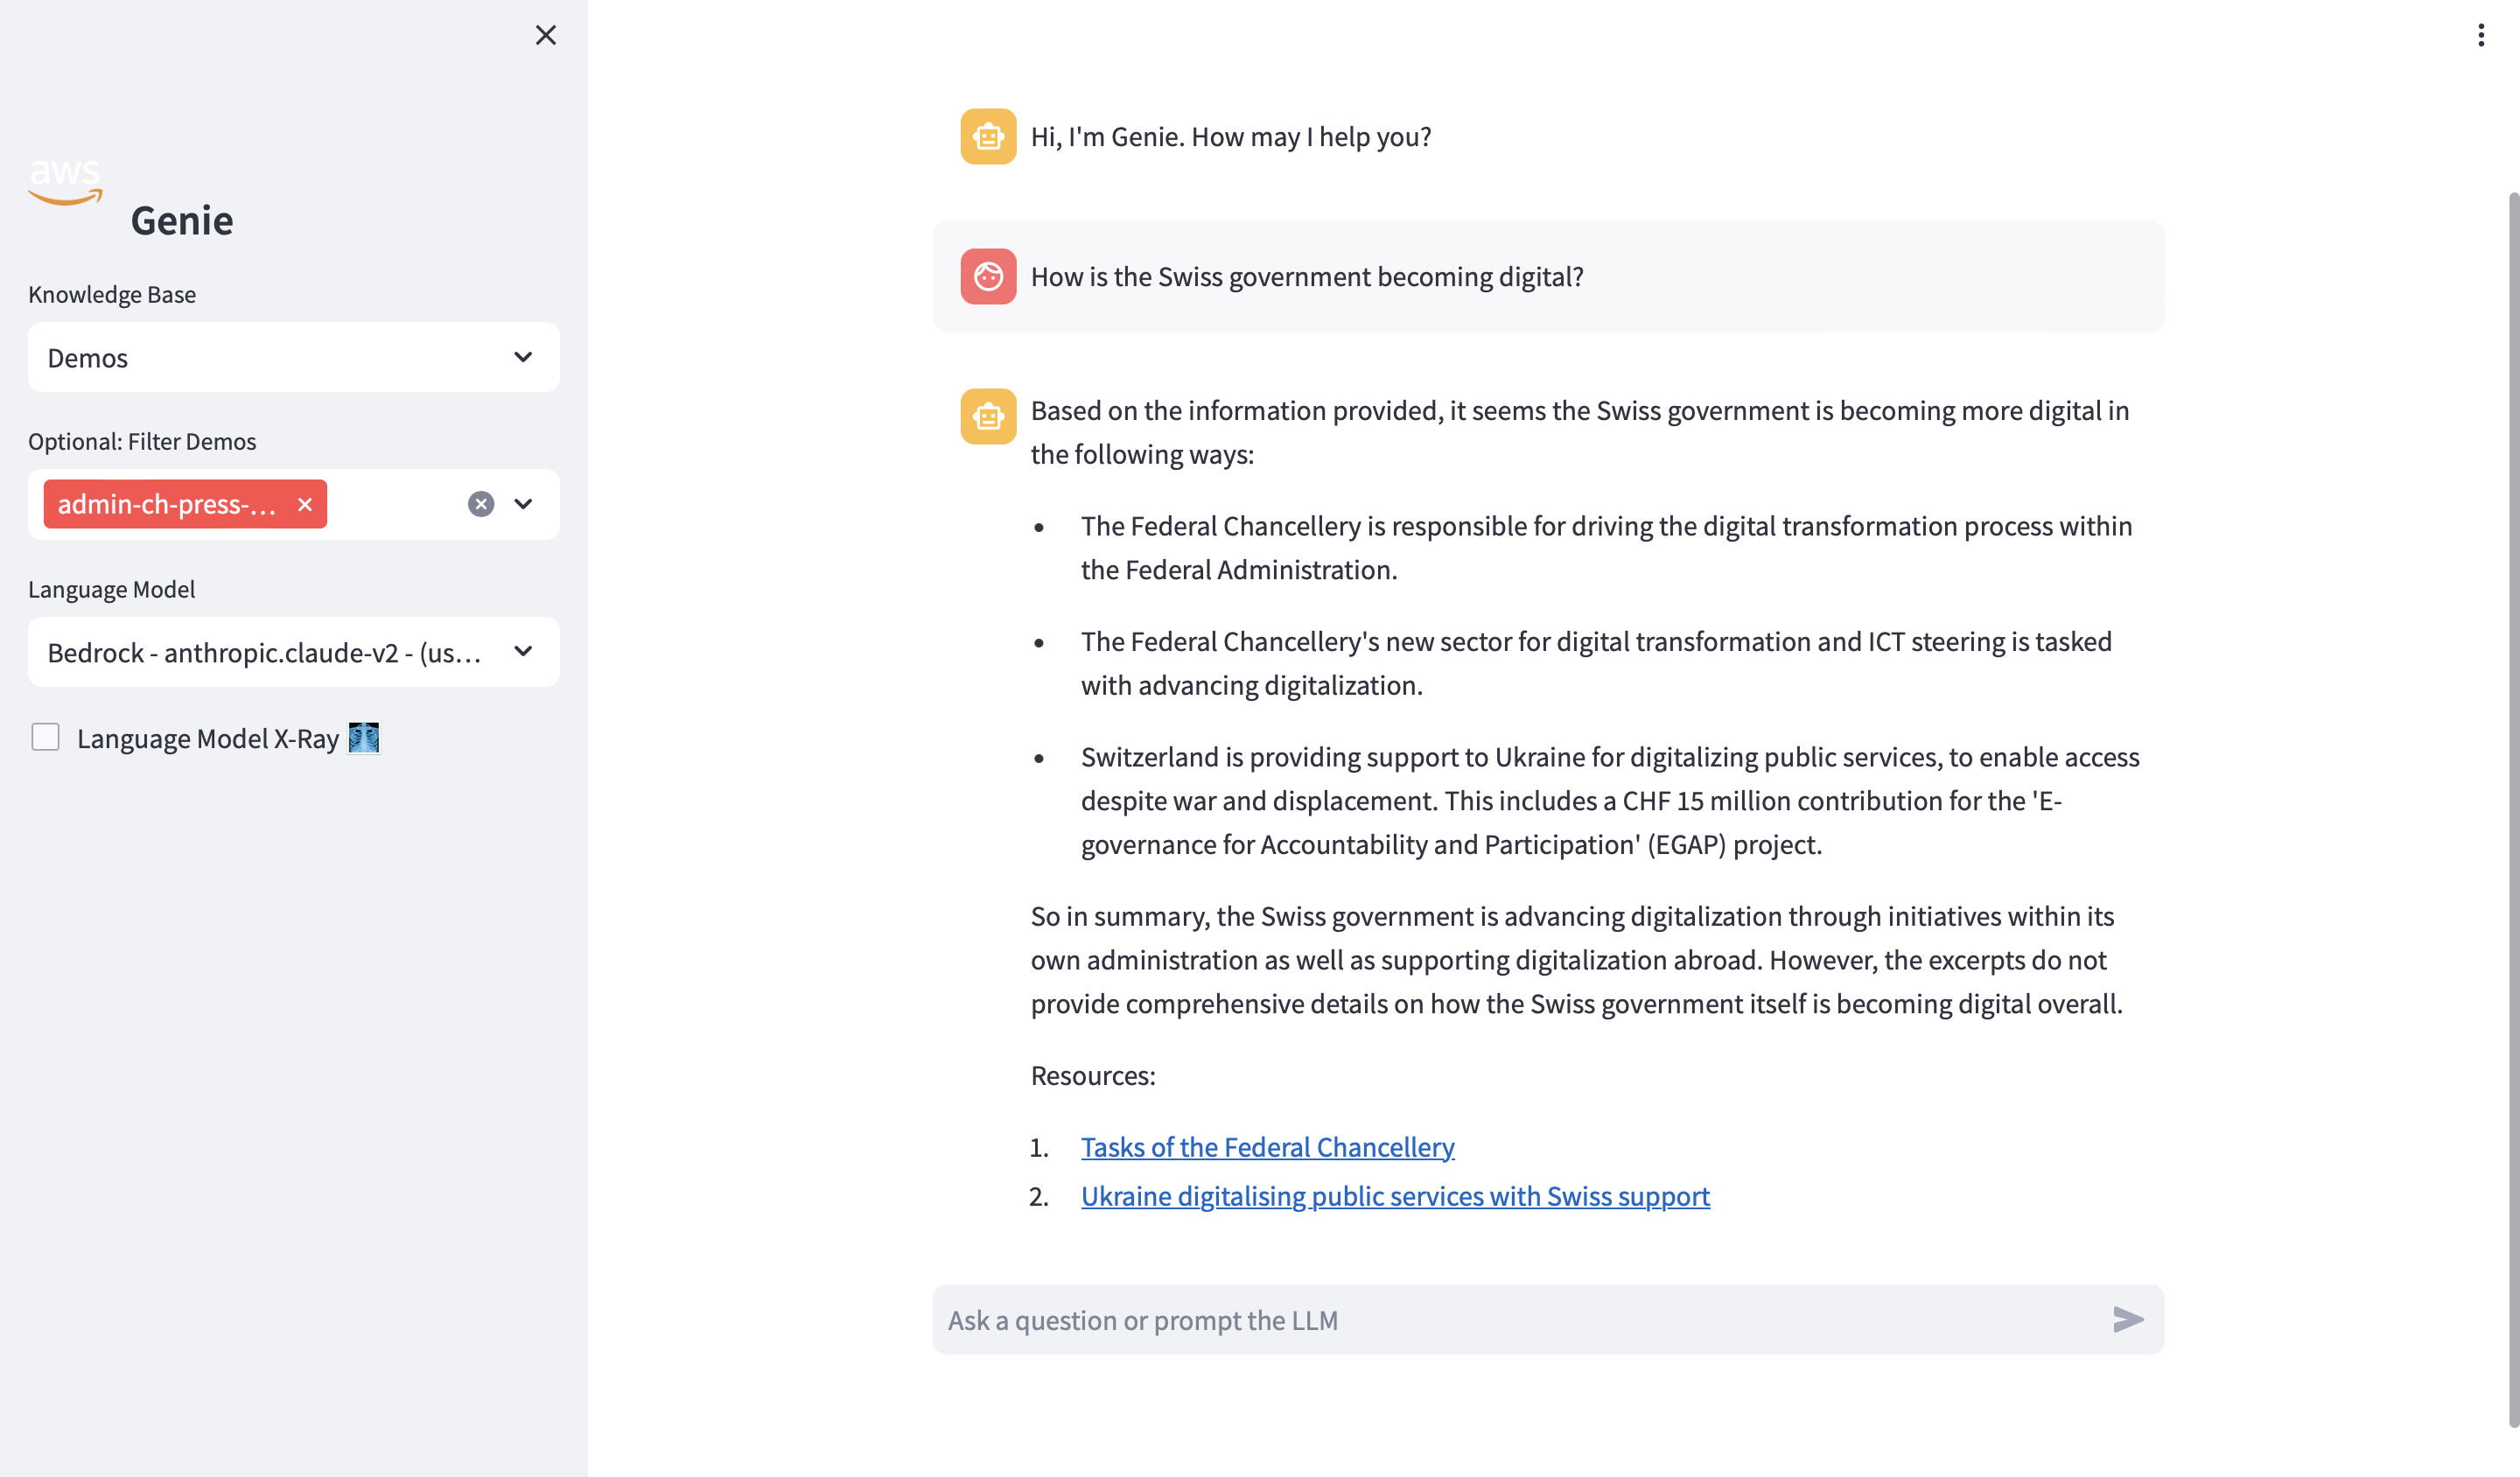 aws
Genie
Knowledge Base
Demos
Optional: Filter Demos
admin-ch-press-...
Language Model
Bedrock - anthropic.claude-v2 - (us...
Language Model X-Ray
Hi, I'm Genie. How may I help you?
How is the Swiss government becoming digital?
Based on the information provided, it seems the Swiss government is becoming more digital in
the following ways:
• The Federal Chancellery is responsible for driving the digital transformation process within
the Federal Administration.
• The Federal Chancellery's new sector for digital transformation and ICT steering is tasked
with advancing digitalization.
• Switzerland is providing support to Ukraine for digitalizing public services, to enable access
despite war and displacement. This includes a CHF 15 million contribution for the 'E-
governance for Accountability and Participation' (EGAP) project.
So in summary, the Swiss government is advancing digitalization through initiatives within its
own administration as well as supporting digitalization abroad. However, the excerpts do not
provide comprehensive details on how the Swiss government itself is becoming digital overall.
Resources:
1. Tasks of the Federal Chancellery
2. Ukraine digitalising public services with Swiss support
Ask a question or prompt the LLM